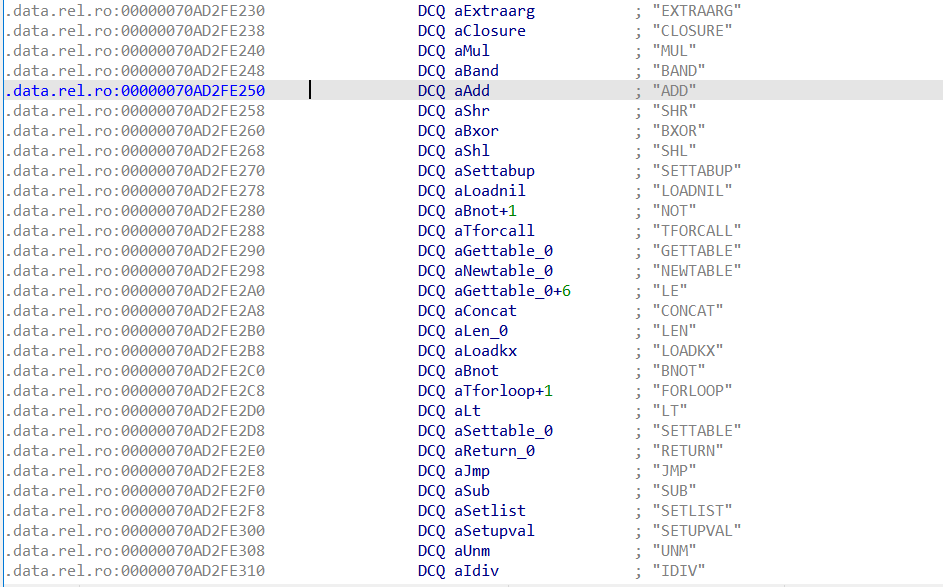 .data.rel.ro:00000070AD2FE230 DCQ aExtraarg ; "EXTRAARG"
.data.rel.ro:00000070AD2FE238 DCQ aClosure ; "CLOSURE"
.data.rel.ro:00000070AD2FE240 DCQ aMul ; "MUL"
.data.rel.ro:00000070AD2FE248 DCQ aBand ; "BAND"
.data.rel.ro:00000070AD2FE250 DCQ aAdd ; "ADD"
.data.rel.ro:00000070AD2FE258 DCQ aShr ; "SHR"
.data.rel.ro:00000070AD2FE260 DCQ aBxor ; "BXOR"
.data.rel.ro:00000070AD2FE268 DCQ aShl ; "SHL"
.data.rel.ro:00000070AD2FE270 DCQ aSettabup ; "SETTABUP"
.data.rel.ro:00000070AD2FE278 DCQ aLoadnil ; "LOADNIL"
.data.rel.ro:00000070AD2FE280 DCQ aBnot+1 ; "NOT"
.data.rel.ro:00000070AD2FE288 DCQ aTforcall ; "TFORCALL"
.data.rel.ro:00000070AD2FE290 DCQ aGettable_0 ; "GETTABLE"
.data.rel.ro:00000070AD2FE298 DCQ aNewtable_0 ; "NEWTABLE"
.data.rel.ro:00000070AD2FE2A0 DCQ aGettable_0+6 ; "LE"
.data.rel.ro:00000070AD2FE2A8 DCQ aConcat ; "CONCAT"
.data.rel.ro:00000070AD2FE2B0 DCQ aLen_0 ; "LEN"
.data.rel.ro:00000070AD2FE2B8 DCQ aLoadkx ; "LOADKX"
.data.rel.ro:00000070AD2FE2C0 DCQ aBnot ; "BNOT"
.data.rel.ro:00000070AD2FE2C8 DCQ aTforloop+1 ; "FORLOOP"
.data.rel.ro:00000070AD2FE2D0 DCQ aLt ; "LT"
.data.rel.ro:00000070AD2FE2D8 DCQ aSettable_0 ; "SETTABLE"
.data.rel.ro:00000070AD2FE2E0 DCQ aReturn_0 ; "RETURN"
.data.rel.ro:00000070AD2FE2E8 DCQ aJmp ; "JMP"
.data.rel.ro:00000070AD2FE2F0 DCQ aSub ; "SUB"
.data.rel.ro:00000070AD2FE2F8 DCQ aSetlist ; "SETLIST"
.data.rel.ro:00000070AD2FE300 DCQ aSetupval ; "SETUPVAL"
.data.rel.ro:00000070AD2FE308 DCQ aUnm ; "UNM"
.data.rel.ro:00000070AD2FE310 DCQ aIdiv ; "IDIV"